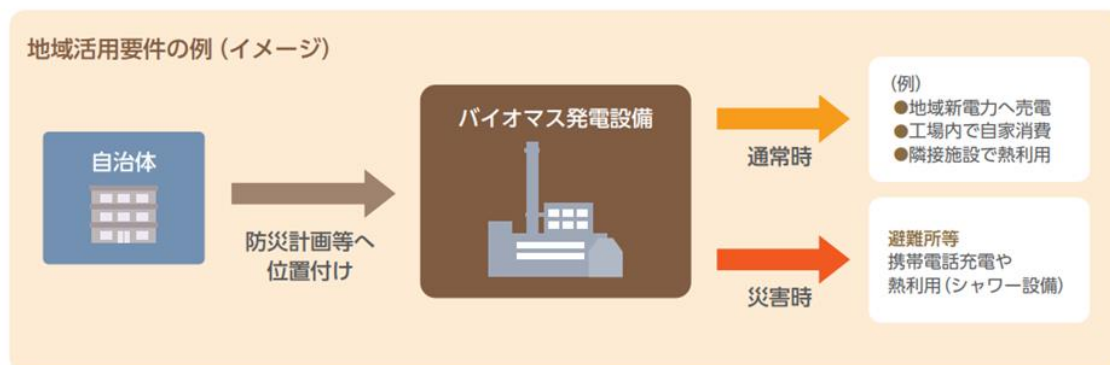 地域活用要件の例（イメージ）
自治体
防災計画等へ
位置付け
バイオマス発電設備
通常時
（例）
●地域新電力へ売電
●工場内で自家消費
●隣接施設で熱利用
災害時
避難所等
携帯電話充電や
熱利用（シャワー設備）